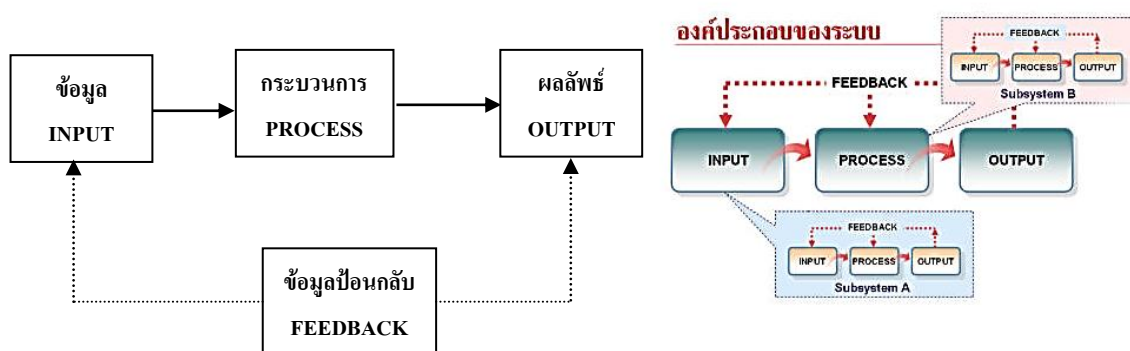 ข้อมูล
INPUT
กระบวนการ
PROCESS
ผลลัพธ์
OUTPUT
ข้อมูลป้อนกลับ
FEEDBACK
องค์ประกอบของระบบ
FEEDBACK
INPUT
PROCESS
OUTPUT
Subsystem B
FEEDBACK
INPUT
PROCESS
OUTPUT
FEEDBACK
INPUT
PROCESS
OUTPUT
Subsystem A